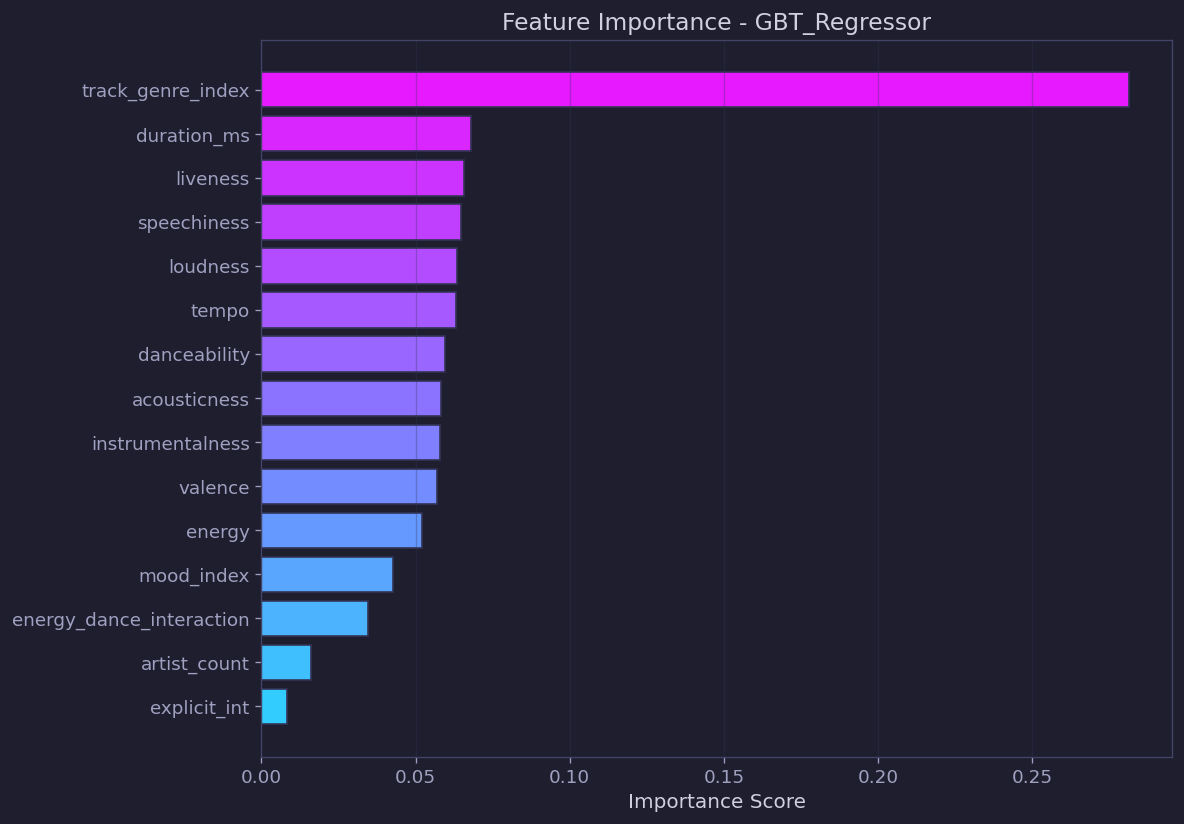 Feature Importance - GBT_Regressor
track_genre_index
duration_ms
liveness
speechiness
loudness
tempo
danceability
acousticness
instrumentalness
valence
energy
mood_index
energy_dance_interaction
artist_count
explicit_int
0.00 0.05 0.10 0.15 0.20 0.25
Importance Score